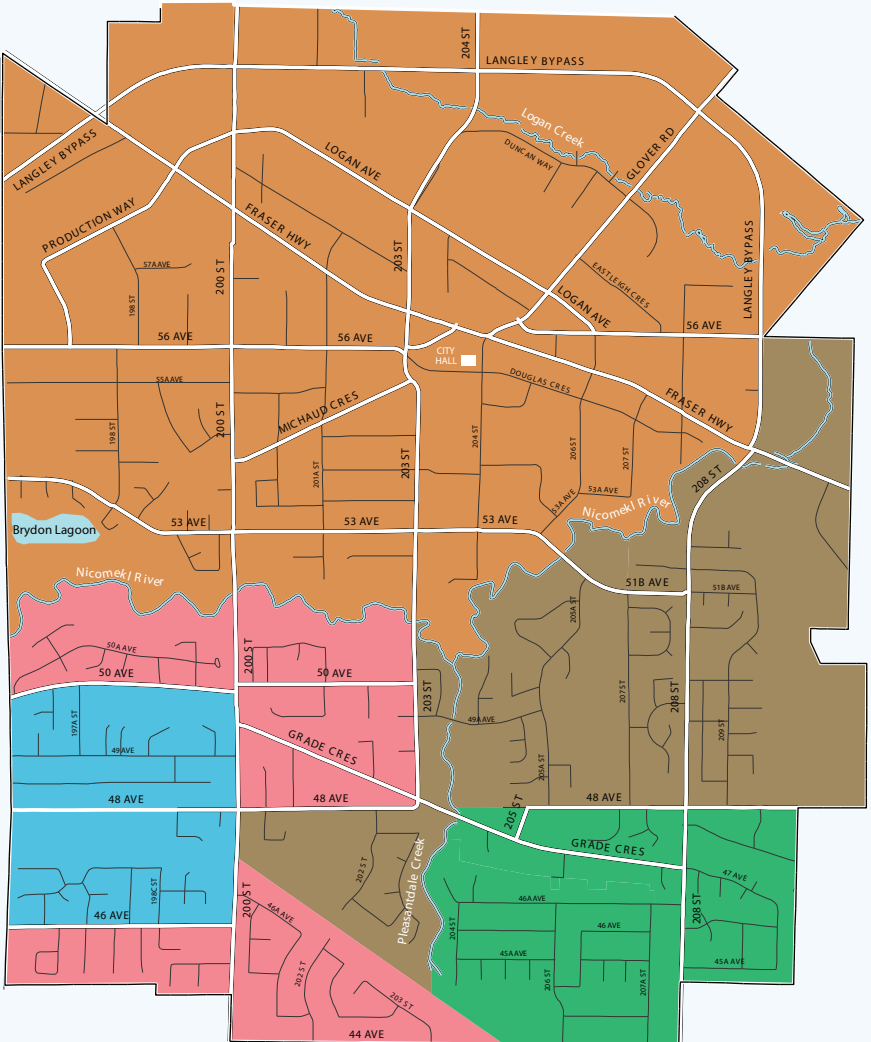 204 ST
LANGLEY BYPASS
Logan Creek
GLOVER RD
DUNCAN WAY
LANGLEY BYPASS
LOGAN AVE
PRODUCTION WAY
FRASER HWY
203 ST
57A AVE
198 ST
200 ST
EASTLEIGH CRES
LANGLEY BYPASS
LOGAN AVE
56 AVE
56 AVE
56 AVE
CITY
HALL
55A AVE
DOUGLAS CRES
MICHAUD CRES
FRASER HWY
200 ST
198 ST
204 ST
206 ST
207 ST
201A ST
203 ST
208 ST
53A AVE
53A AVE
Nicomekl River
Brydon Lagoon
53 AVE
53 AVE
53 AVE
Nicomekl River
51B AVE
51B AVE
205A ST
50A AVE
200 ST
50 AVE
50 AVE
203 ST
207 ST
208 ST
197A ST
49A AVE
209 ST
GRADE CRES
49 AVE
205A ST
48 AVE
48 AVE
48 AVE
205 ST
GRADE CRES
202 ST
Pleasantdale Creek
47 AVE
198C ST
200 ST
46A AVE
46A AVE
208 ST
46 AVE
204 ST
46 AVE
45A AVE
45A AVE
202 ST
206 ST
207A ST
203 ST
44 AVE